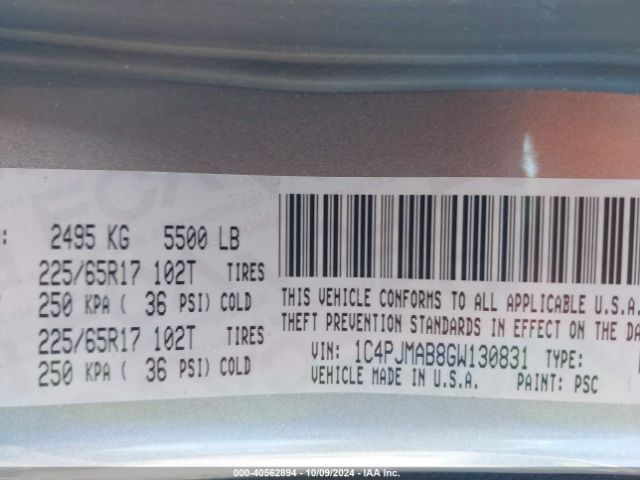 2495 KG 5500 LB
225/65R17 102T TIRES
250 KPA ( 36 PSI) COLD
225/65R17 102T TIRES
250 KPA ( 36 PSI) COLD
THIS VEHICLE CONFORMS TO ALL APPLICABLE U.S.A.
THEFT PREVENTION STANDARDS IN EFFECT ON THE DA
VIN: 1C4PJMAB8GW130831 TYPE:
VEHICLE MADE IN U.S.A. PAINT: PSC
000-40562894 - 10/09/2024 - IAA Inc.